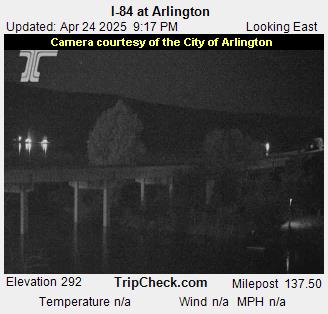 I-84 at Arlington
Updated: Apr 24 2025 9:17 PM Looking East
Camera courtesy of the City of Arlington
Elevation 292 TripCheck.com Milepost 137.50
Temperature n/a Wind n/a MPH n/a